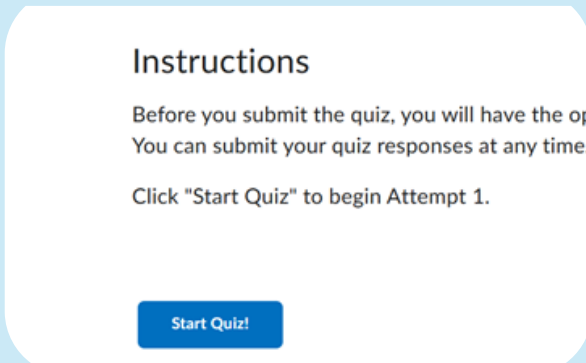 Instructions
Before you submit the quiz, you will have the
You can submit your quiz responses at any time
Click "Start Quiz" to begin Attempt 1.
Start Quiz!